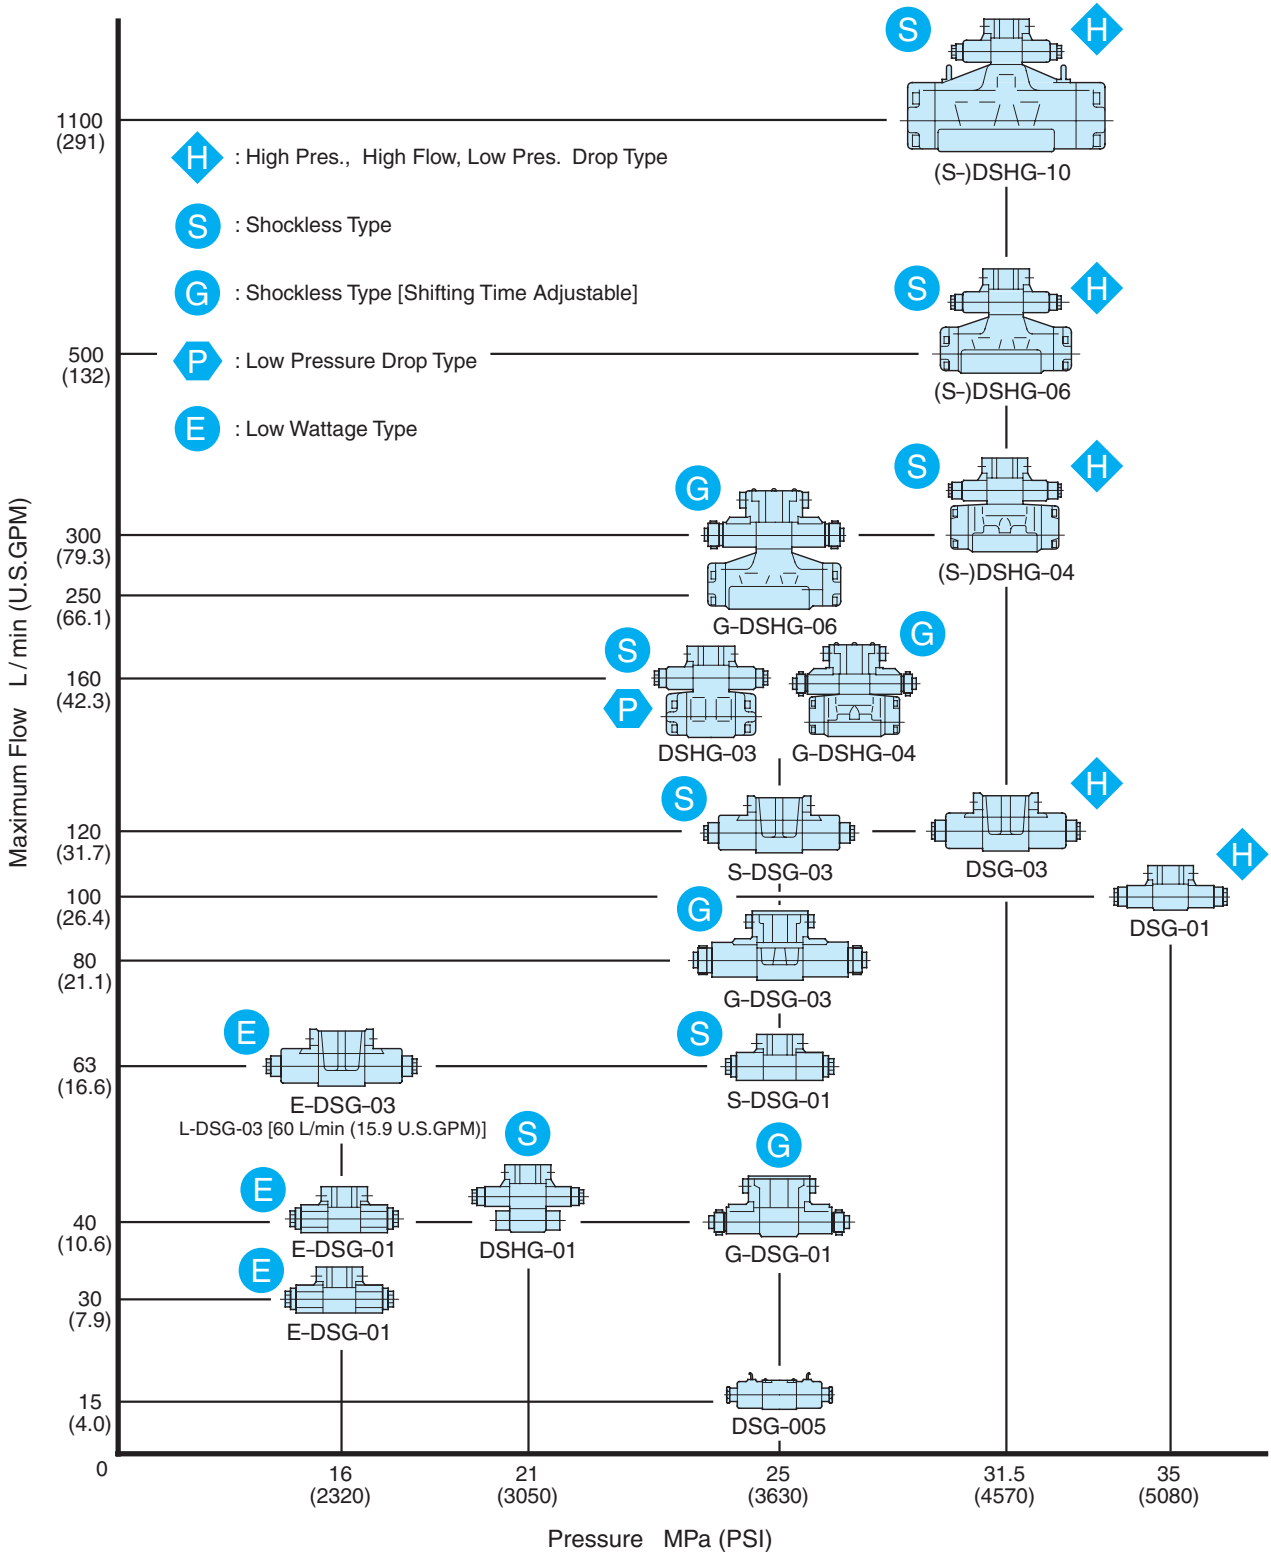 S
H
1100
(291)
(S-)DSHG-10
H : High Pres., High Flow, Low Pres. Drop Type
S : Shockless Type
G : Shockless Type [Shifting Time Adjustable]
S
H
500
(132)
P : Low Pressure Drop Type
(S-)DSHG-06
E : Low Wattage Type
S
H
G
Maximum Flow L / min (U.S.GPM)
300
(79.3)
(S-)DSHG-04
250
(66.1)
G-DSHG-06
S
G
160
(42.3)
P
DSHG-03
G-DSHG-04
S
H
120
(31.7)
S-DSG-03
DSG-03
H
100
(26.4)
G
DSG-01
80
(21.1)
G-DSG-03
E
S
63
(16.6)
E-DSG-03
S-DSG-01
L-DSG-03 [60 L/min (15.9 U.S.GPM)]
S
G
E
40
(10.6)
E-DSG-01
DSHG-01
G-DSG-01
E
30
(7.9)
E-DSG-01
15
(4.0)
DSG-005
0
16
(2320)
21
(3050)
25
(3630)
31.5
(4570)
35
(5080)
Pressure MPa (PSI)